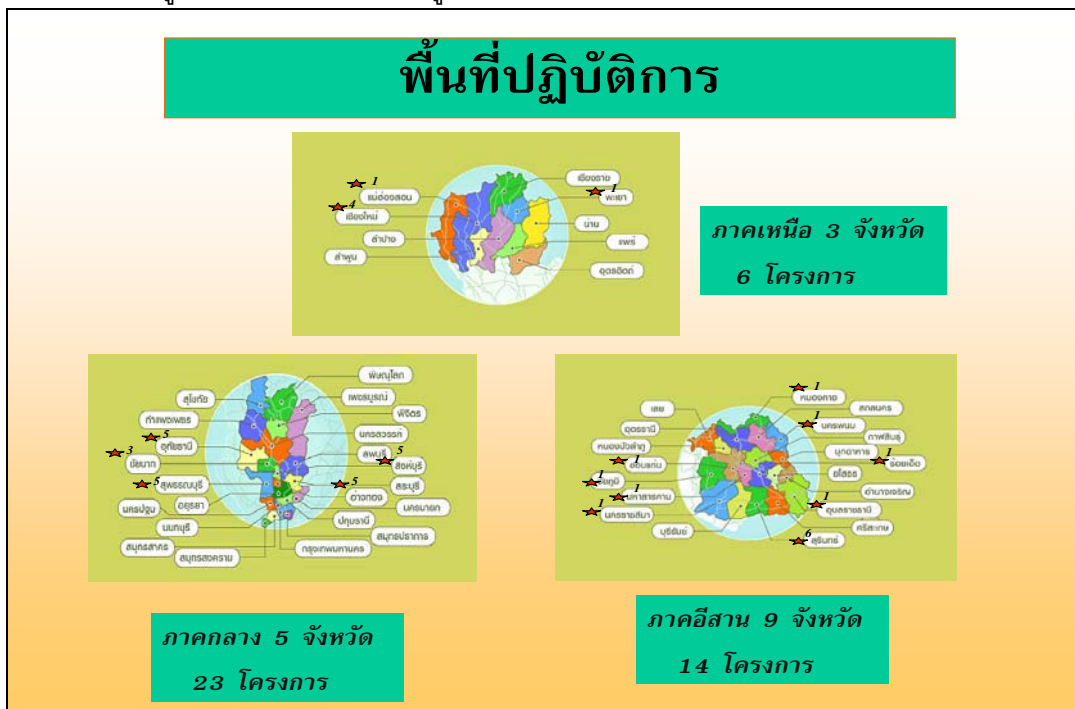 พื้นที่ปฏิบัติการ
1
แม่ฮ่องสอน
4
เชียงใหม่
ลำปาง
ลำพูน
เชียงราย
1
พะเยา
น่าน
แพร่
อุตรดิตถ์
ภาคเหนือ 3 จังหวัด
6 โครงการ
พิษณุโลก
สุโขทัย
เพชรบูรณ์
กำแพงเพชร
พิจิตร
5
อุทัยธานี
นครสวรรค์
3
ชัยนาท
ลพบุรี
5
สิงห์บุรี
5
สุพรรณบุรี
5
อ่างทอง
สระบุรี
นครปฐม
อยุธยา
นครนายก
นนทบุรี
ปทุมธานี
สมุทรสาคร
สมุทรปราการ
สมุทรสงคราม
กรุงเทพมหานคร
ภาคกลาง 5 จังหวัด
23 โครงการ
1
หนองคาย
เลย
สกลนคร
อุดรธานี
1
นครพนม
หนองบัวลำภู
กาฬสินธุ์
1
ขอนแก่น
มุกดาหาร
1
ร้อยเอ็ด
1
ชัยภูมิ
ยโสธร
1
มหาสารคาม
อำนาจเจริญ
1
นครราชสีมา
1
อุบลราชธานี
บุรีรัมย์
ศรีสะเกษ
6
สุรินทร์
ภาคอีสาน 9 จังหวัด
14 โครงการ